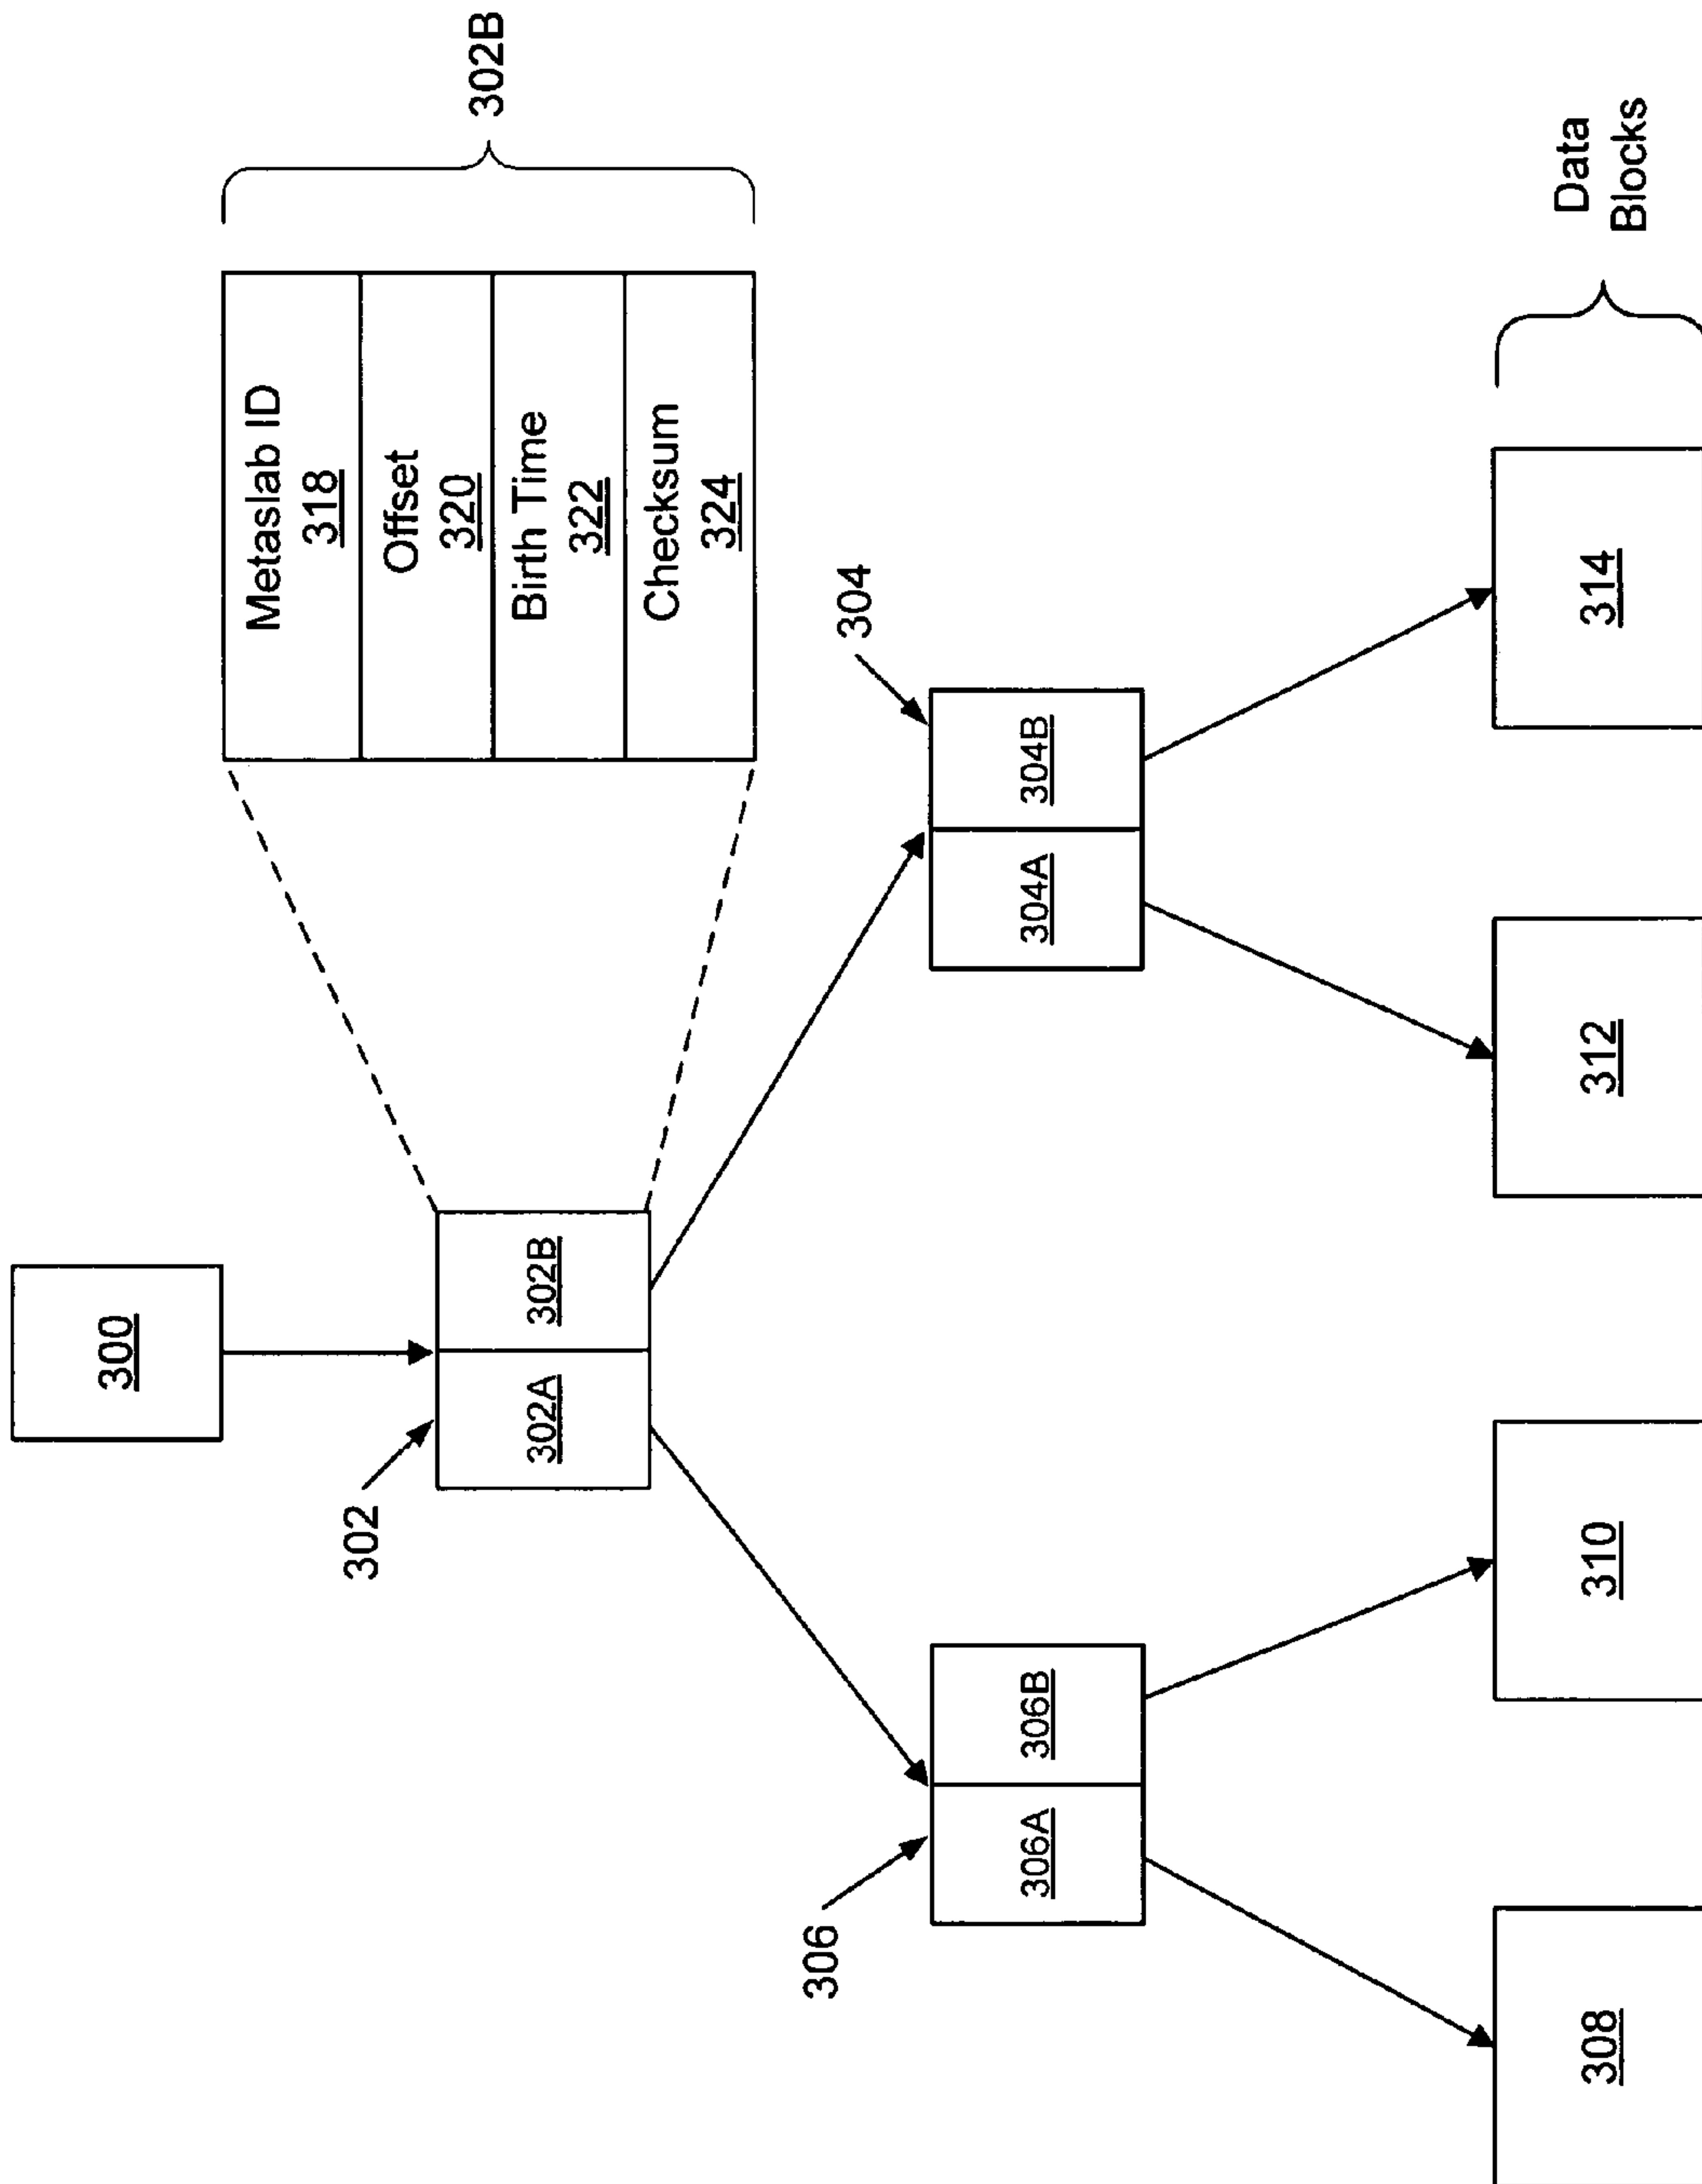 300
302
302A
302B
Metaslab ID
318
Offset
320
Birth Time
322
Checksum
324
302B
306
306A
306B
304
304A
304B
308
310
312
314
Data
Blocks